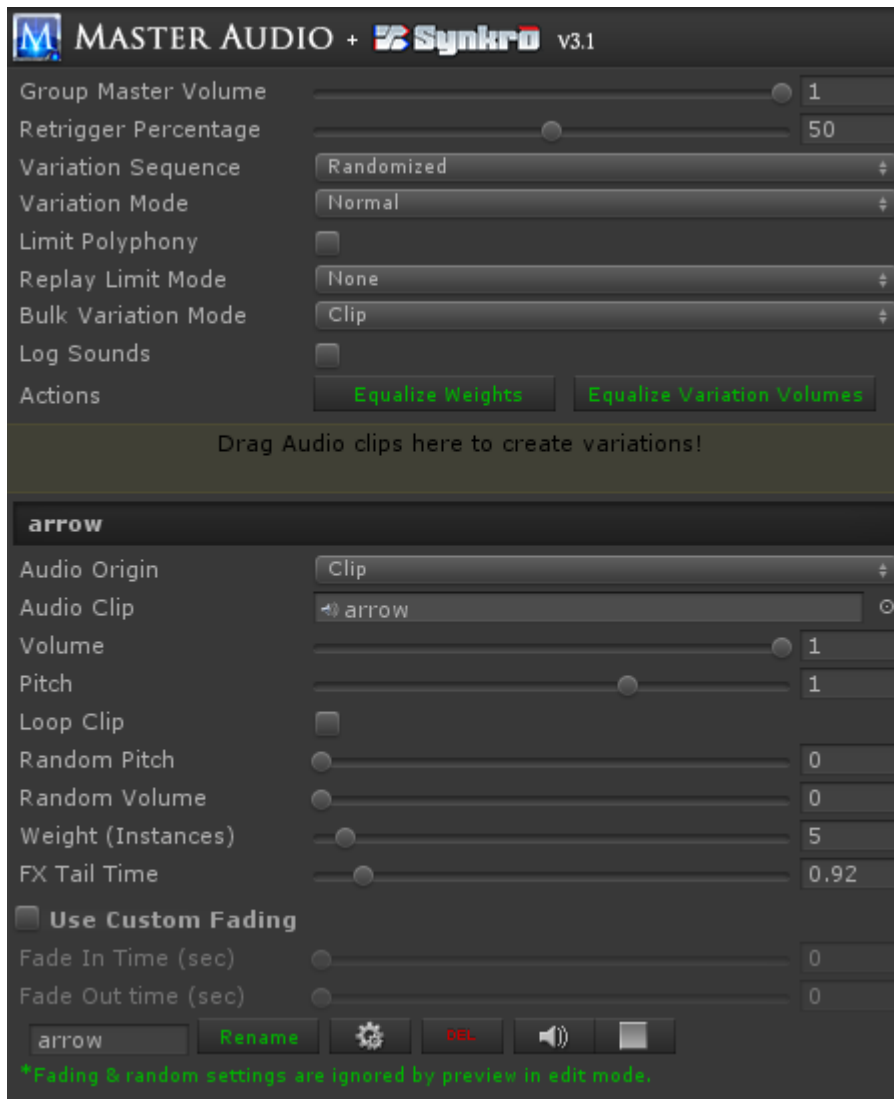 M MASTER AUDIO + Synkrō v3.1
Group Master Volume 1
Retrigger Percentage 50
Variation Sequence Randomized
Variation Mode Normal
Limit Polyphony
Replay Limit Mode None
Bulk Variation Mode Clip
Log Sounds
Actions Equalize Weights Equalize Variation Volumes
Drag Audio clips here to create variations!
arrow
Audio Origin Clip
Audio Clip arrow
Volume 1
Pitch 1
Loop Clip
Random Pitch 0
Random Volume 0
Weight (Instances) 5
FX Tail Time 0.92
Use Custom Fading
Fade In Time (sec) 0
Fade Out time (sec) 0
arrow Rename DEL
*Fading & random settings are ignored by preview in edit mode.